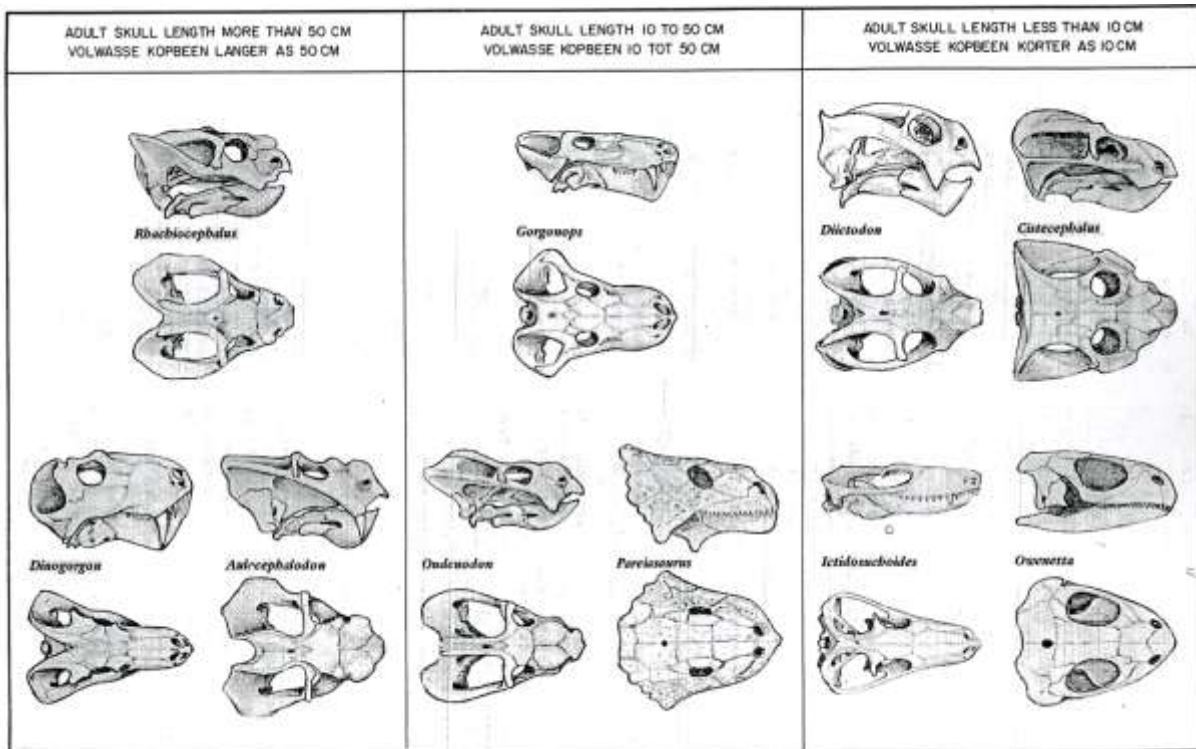 ADULT SKULL LENGTH MORE THAN 50 CM
VOLWASSE KOPBEEN LANGER AS 50 CM
ADULT SKULL LENGTH 10 TO 50 CM
VOLWASSE KOPBEEN 10 TOT 50 CM
ADULT SKULL LENGTH LESS THAN 10 CM
VOLWASSE KOPBEEN KORTER AS 10 CM
Rhachiocephalus
Gorgonops
Diictodon
Cistecephalus
Dinogorgon
Oudenodon
Pareiasaurus
Ictidosuchoides
Owenetta